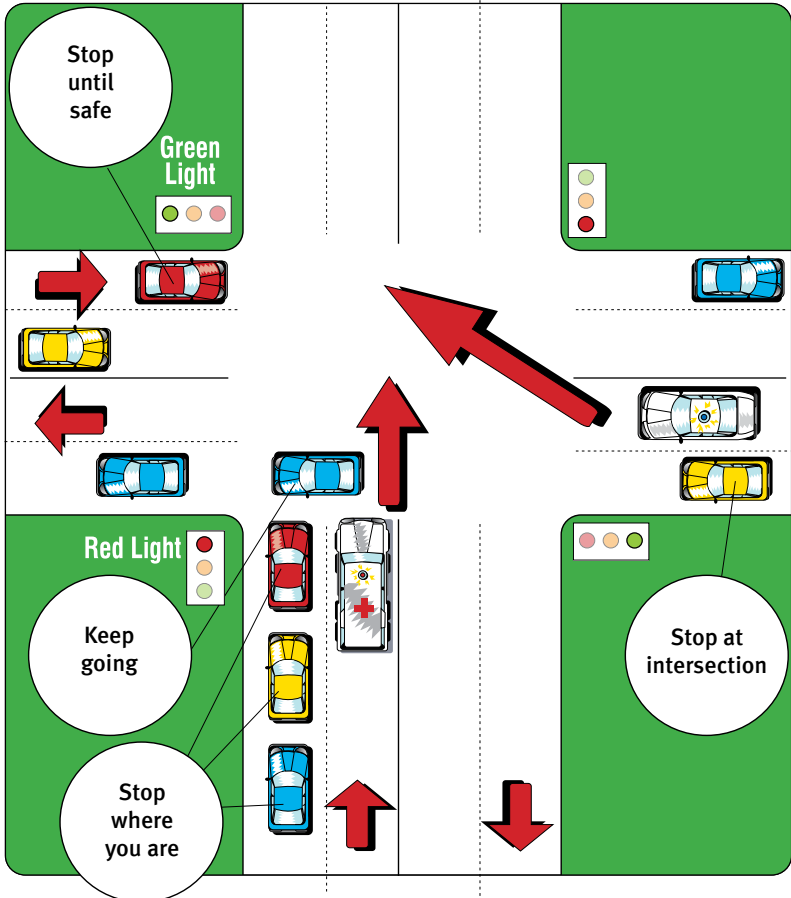 Stop
until
safe
Green
Light
Red Light
Keep
going
Stop at
intersection
Stop
where
you are